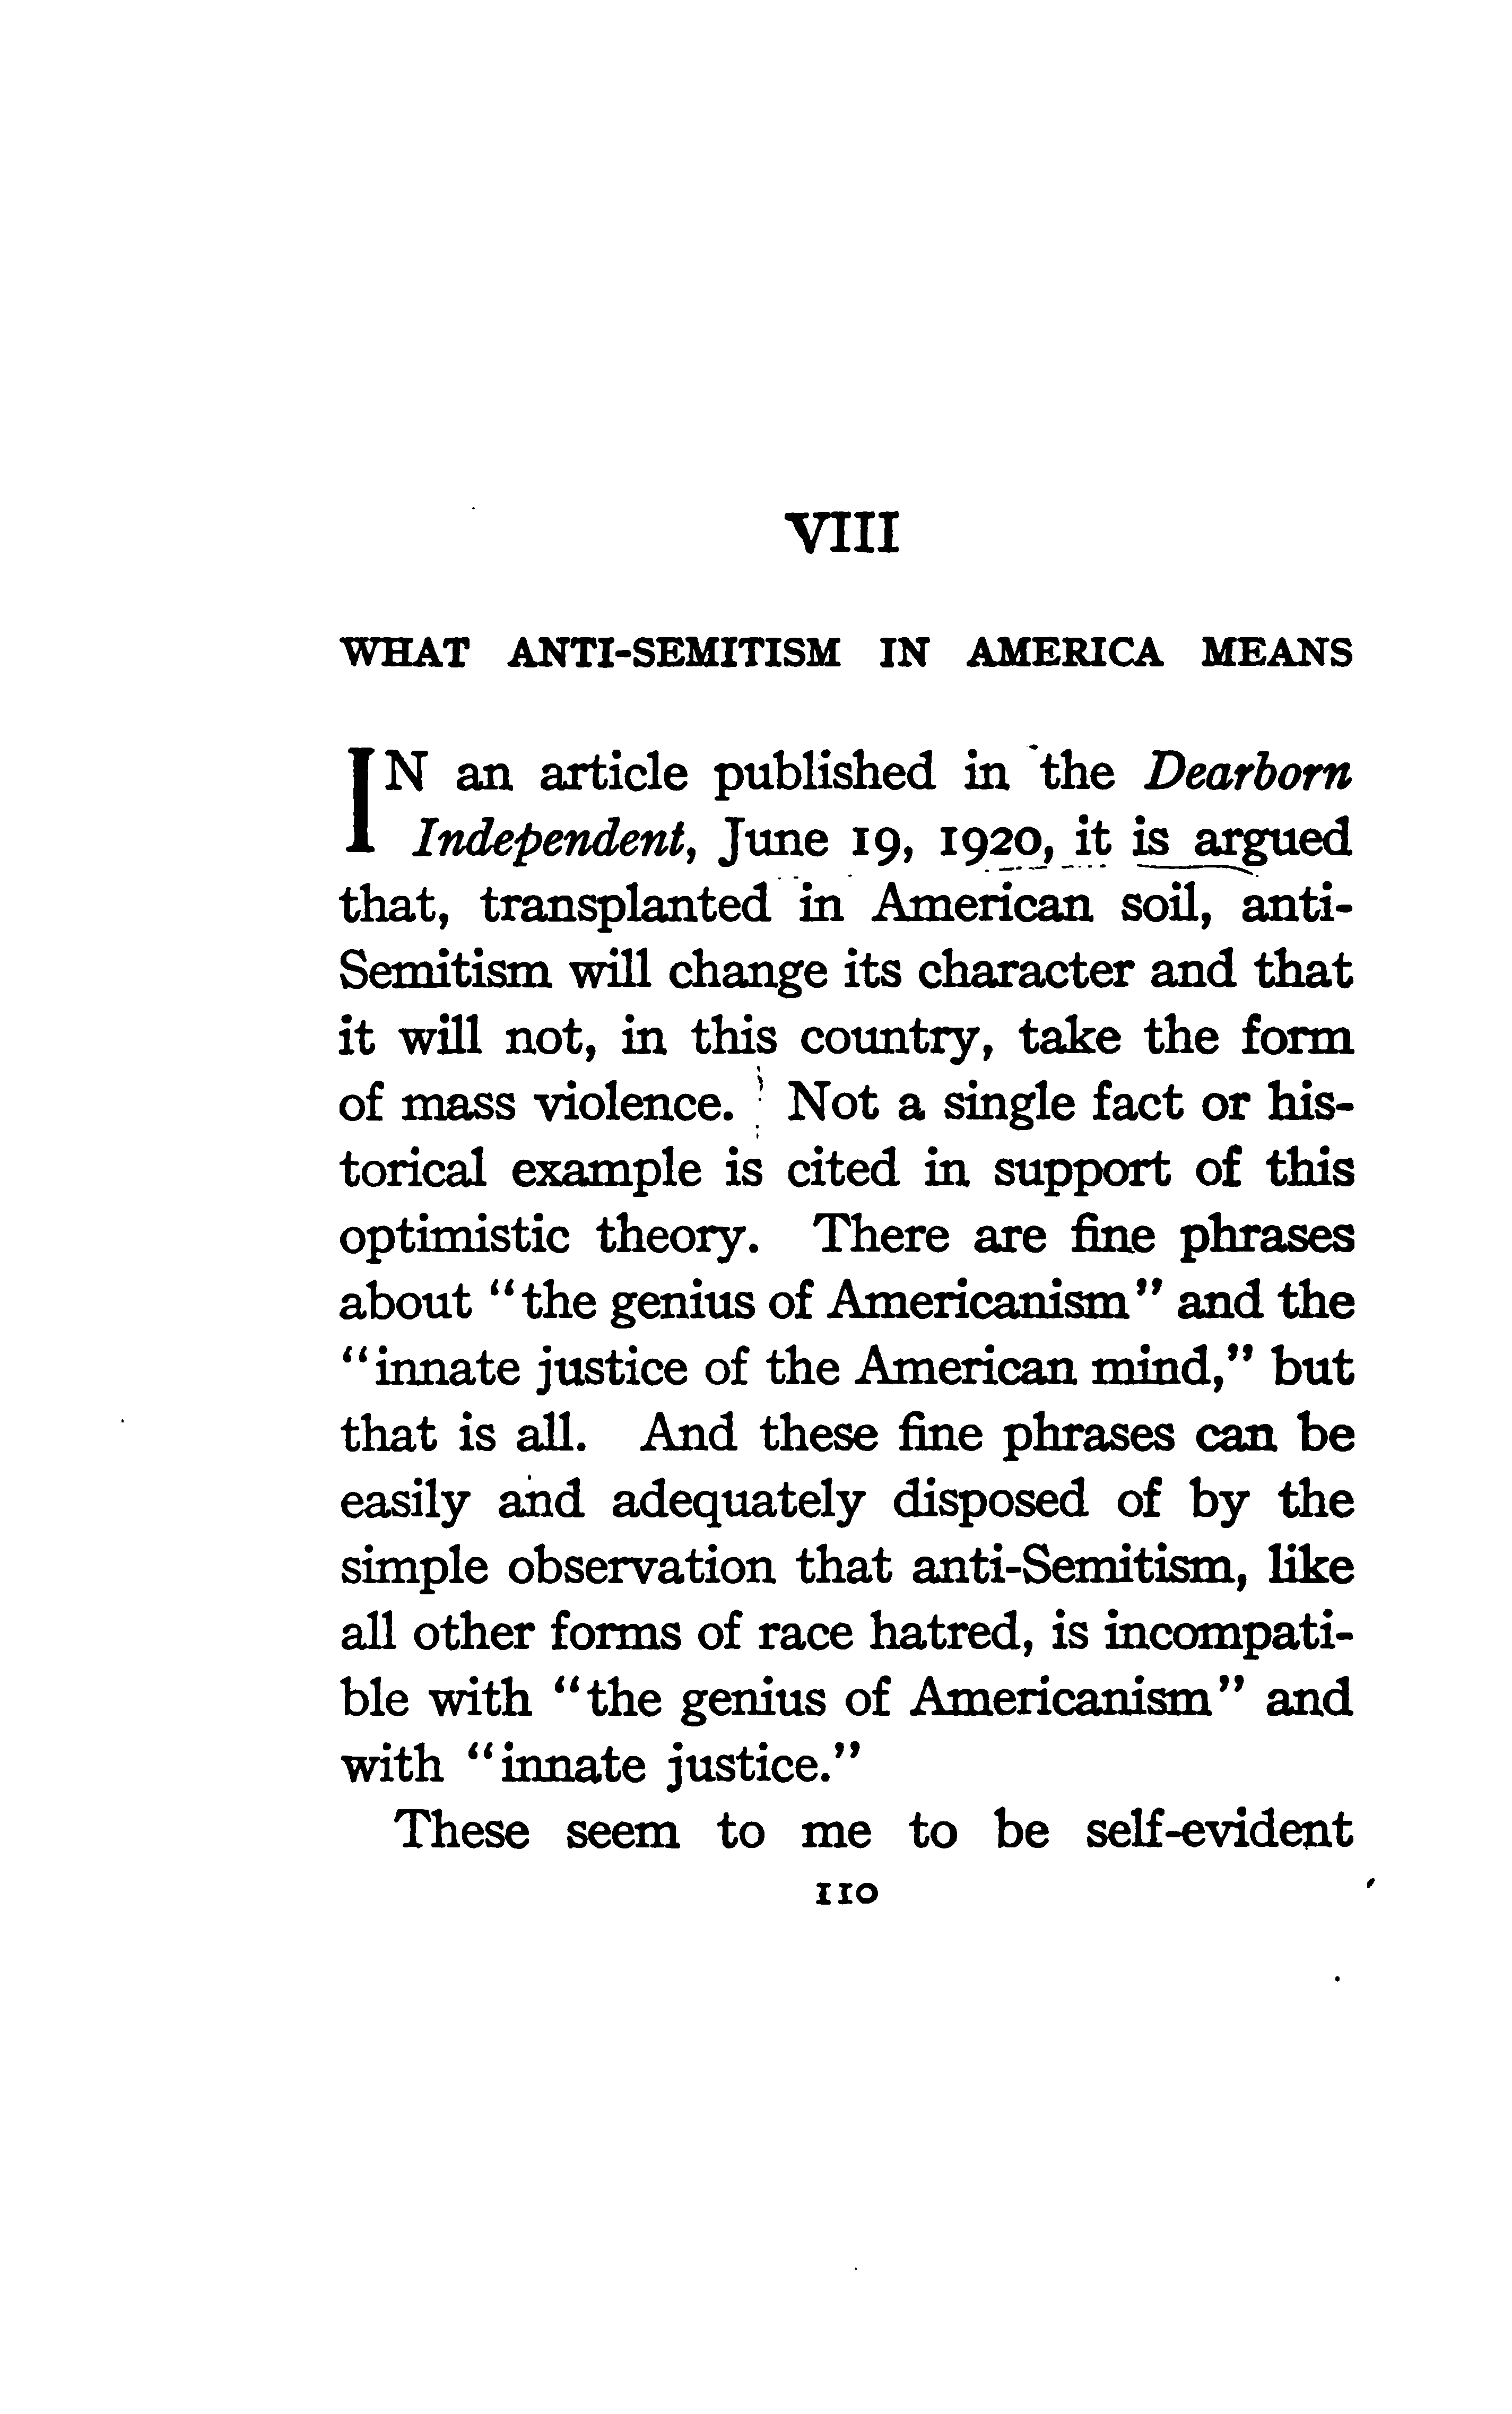 VIII
WHAT ANTI-SEMITISM IN AMERICA MEANS
IN an article published in the Dearborn
Independent, June 19, 1920, it is argued
that, transplanted in American soil, anti-
Semitism will change its character and that
it will not, in this country, take the form
of mass violence. Not a single fact or his-
torical example is cited in support of this
optimistic theory. There are fine phrases
about "the genius of Americanism" and the
"innate justice of the American mind," but
that is all. And these fine phrases can be
easily and adequately disposed of by the
simple observation that anti-Semitism, like
all other forms of race hatred, is incompati-
ble with "the genius of Americanism" and
with "innate justice."
These seem to me to be self-evident
110